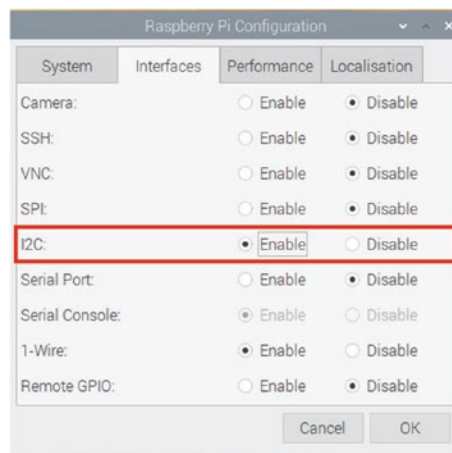 Raspberry Pi Configuration
System Interfaces Performance Localisation
Camera: Enable Disable
SSH: Enable Disable
VNC: Enable Disable
SPI: Enable Disable
I2C: Enable Disable
Serial Port: Enable Disable
Serial Console: Enable Disable
1-Wire: Enable Disable
Remote GPIO: Enable Disable
Cancel OK